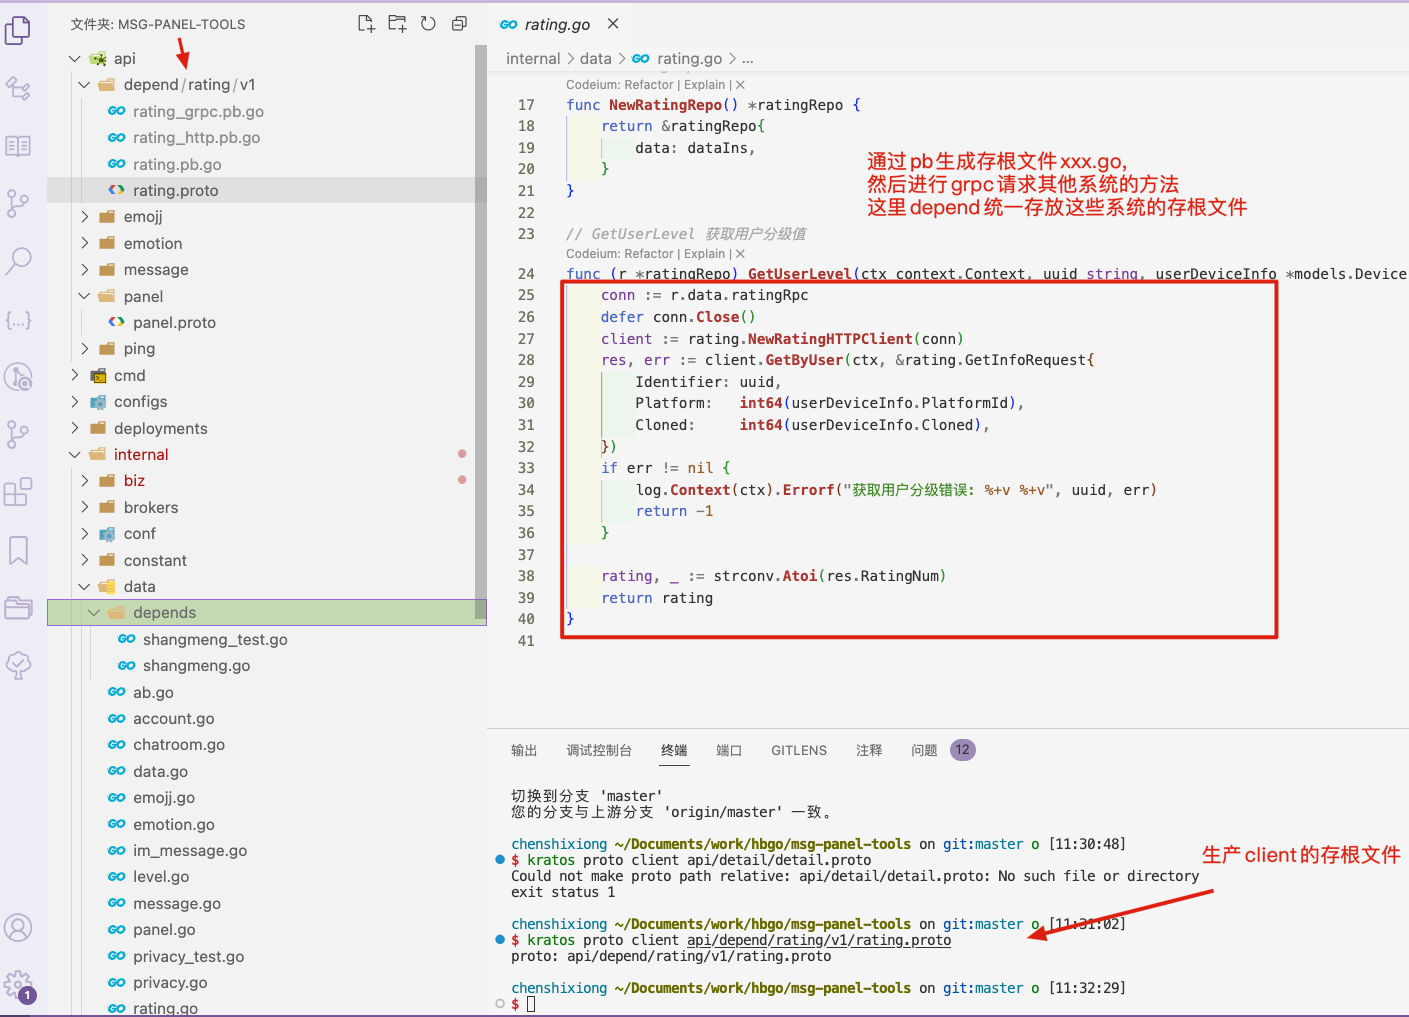 文件夹: MSG-PANEL-TOOLS
api
depend/rating/v1
rating_grpc.pb.go
rating_http.pb.go
rating.pb.go
rating.proto
emojj
emotion
message
panel
panel.proto
ping
cmd
configs
deployments
internal
biz
brokers
conf
constant
data
depends
shangmeng_test.go
shangmeng.go
ab.go
account.go
chatroom.go
data.go
emojj.go
emotion.go
im_message.go
level.go
message.go
panel.go
privacy_test.go
privacy.go
rating.go
1
GO rating.go
internal > data > GO rating.go > ...
Codeium: Refactor | Explain | ×
17 func NewRatingRepo() *ratingRepo {
18 return &ratingRepo{
19 data: dataIns,
20 }
21 }
22
23 // GetUserLevel 获取用户分级值
Codeium: Refactor | Explain | ×
24 func (r *ratingRepo) GetUserLevel(ctx context.Context, uuid string, userDeviceInfo *models.Device
25 conn := r.data.ratingRpc
26 defer conn.Close()
27 client := rating.NewRatingHTTPClient(conn)
28 res, err := client.GetByUser(ctx, &rating.GetInfoRequest{
29 Identifier: uuid,
30 Platform: int64(userDeviceInfo.PlatformId),
31 Cloned: int64(userDeviceInfo.Cloned),
32 })
33 if err != nil {
34 log.Context(ctx).Errorf("获取用户分级错误: %+v %+v", uuid, err)
35 return -1
36 }
37
38 rating, _ := strconv.Atoi(res.RatingNum)
39 return rating
40 }
41
通过pb生成存根文件xxx.go,
然后进行grpc请求其他系统的方法
这里depend统一存放这些系统的存根文件
输出 调试控制台 终端 端口 GITLENS 注释 问题 12
切换到分支 'master'
您的分支与上游分支 'origin/master' 一致。
chenshixiong ~/Documents/work/hbgo/msg-panel-tools on git:master o [11:30:48]
$ kratos proto client api/detail/detail.proto
Could not make proto path relative: api/detail/detail.proto: No such file or directory
exit status 1
生产client的存根文件
chenshixiong ~/Documents/work/hbgo/msg-panel-tools on git:master o [11:31:02]
$ kratos proto client api/depend/rating/v1/rating.proto
proto: api/depend/rating/v1/rating.proto
chenshixiong ~/Documents/work/hbgo/msg-panel-tools on git:master o [11:32:29]
$